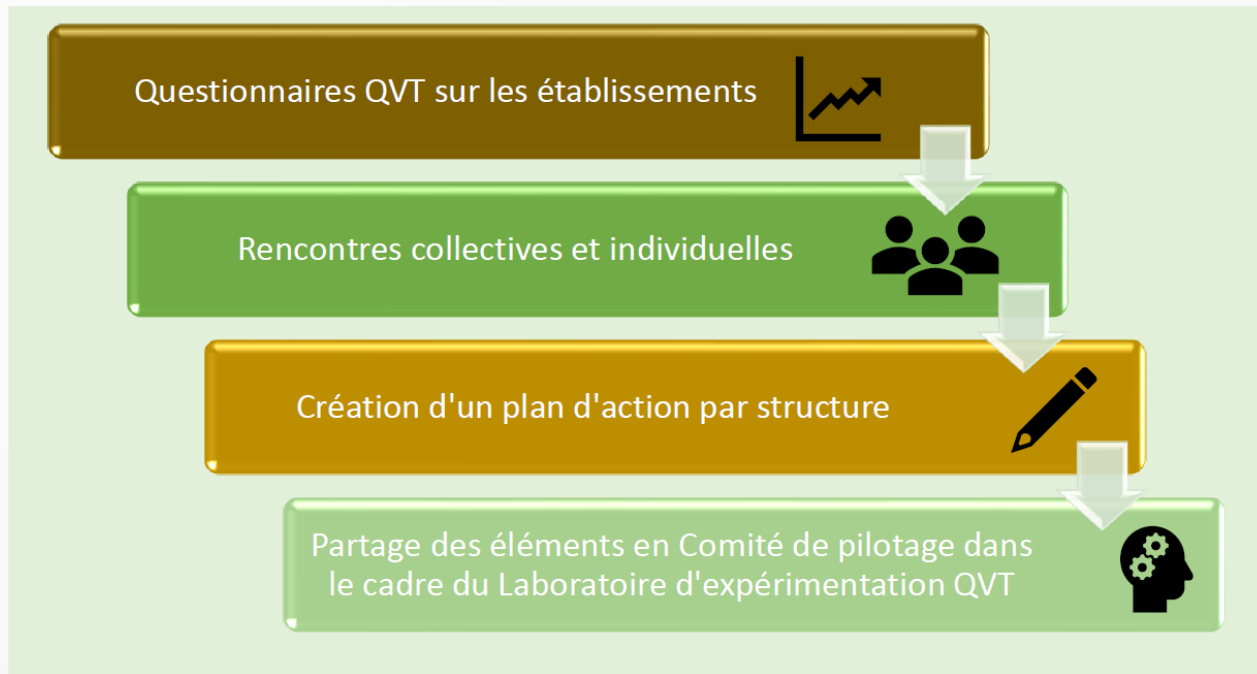 Questionnaires QVT sur les établissements
Rencontres collectives et individuelles
Création d'un plan d'action par structure
Partage des éléments en Comité de pilotage dans
le cadre du Laboratoire d'expérimentation QVT